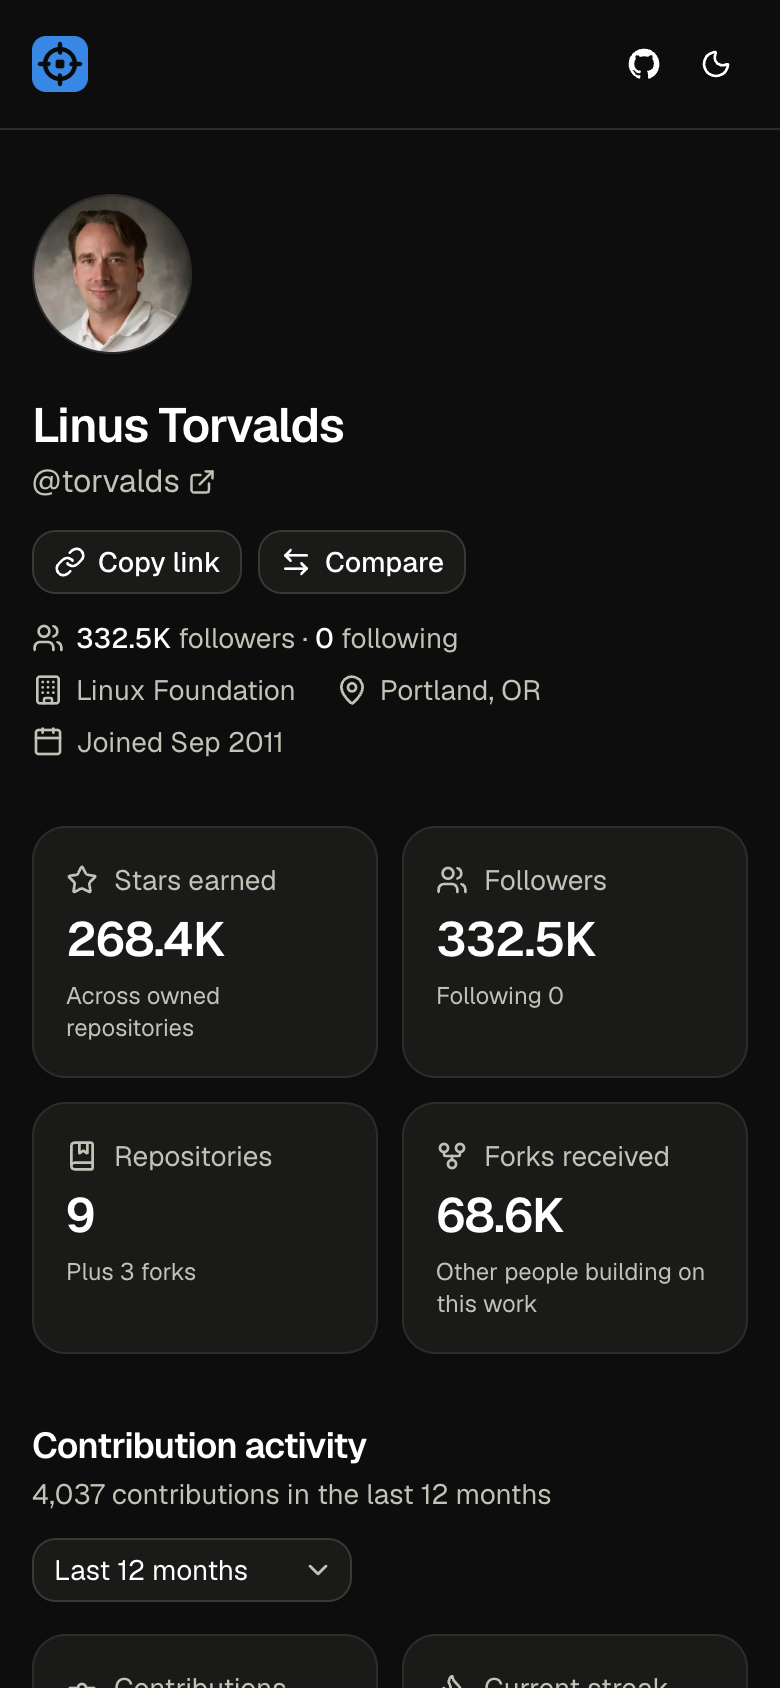 Linus Torvalds
@torvalds
Copy link
Compare
332.5K followers · 0 following
Linux Foundation
Portland, OR
Joined Sep 2011
Stars earned
268.4K
Across owned
repositories
Followers
332.5K
Following 0
Repositories
9
Plus 3 forks
Forks received
68.6K
Other people building on
this work
Contribution activity
4,037 contributions in the last 12 months
Last 12 months
Contributions
Current streak